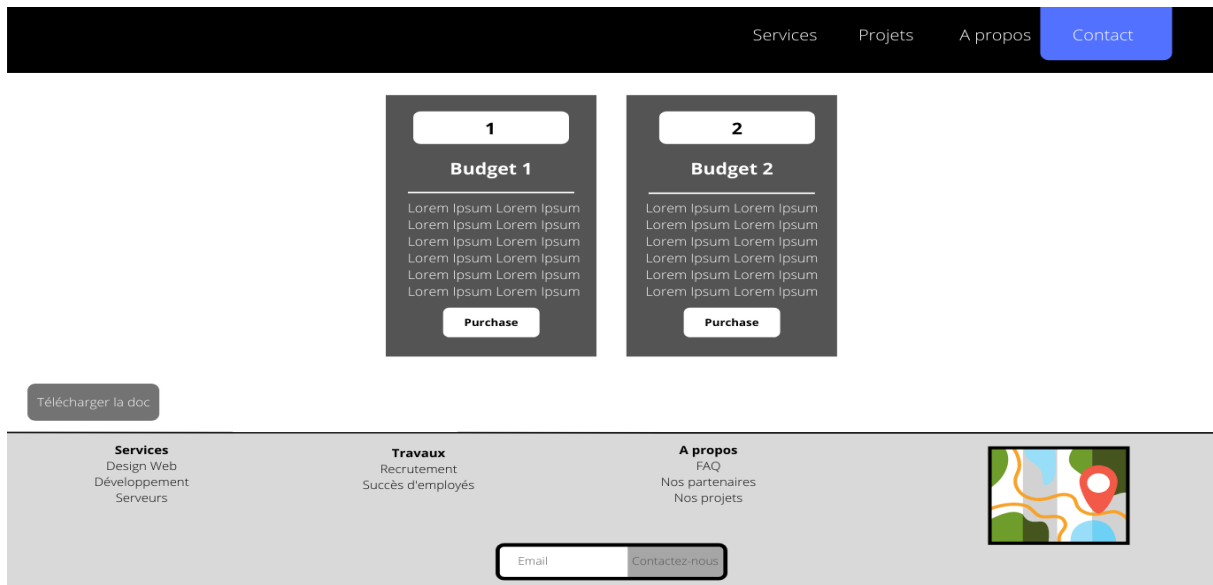 Services Projets A propos Contact
1
Budget 1
Lorem Ipsum Lorem Ipsum
Lorem Ipsum Lorem Ipsum
Lorem Ipsum Lorem Ipsum
Lorem Ipsum Lorem Ipsum
Lorem Ipsum Lorem Ipsum
Lorem Ipsum Lorem Ipsum
Purchase
2
Budget 2
Lorem Ipsum Lorem Ipsum
Lorem Ipsum Lorem Ipsum
Lorem Ipsum Lorem Ipsum
Lorem Ipsum Lorem Ipsum
Lorem Ipsum Lorem Ipsum
Lorem Ipsum Lorem Ipsum
Purchase
Télécharger la doc
Services
Design Web
Développement
Serveurs
Travaux
Recrutement
Succès d'employés
A propos
FAQ
Nos partenaires
Nos projets
Email Contactez-nous